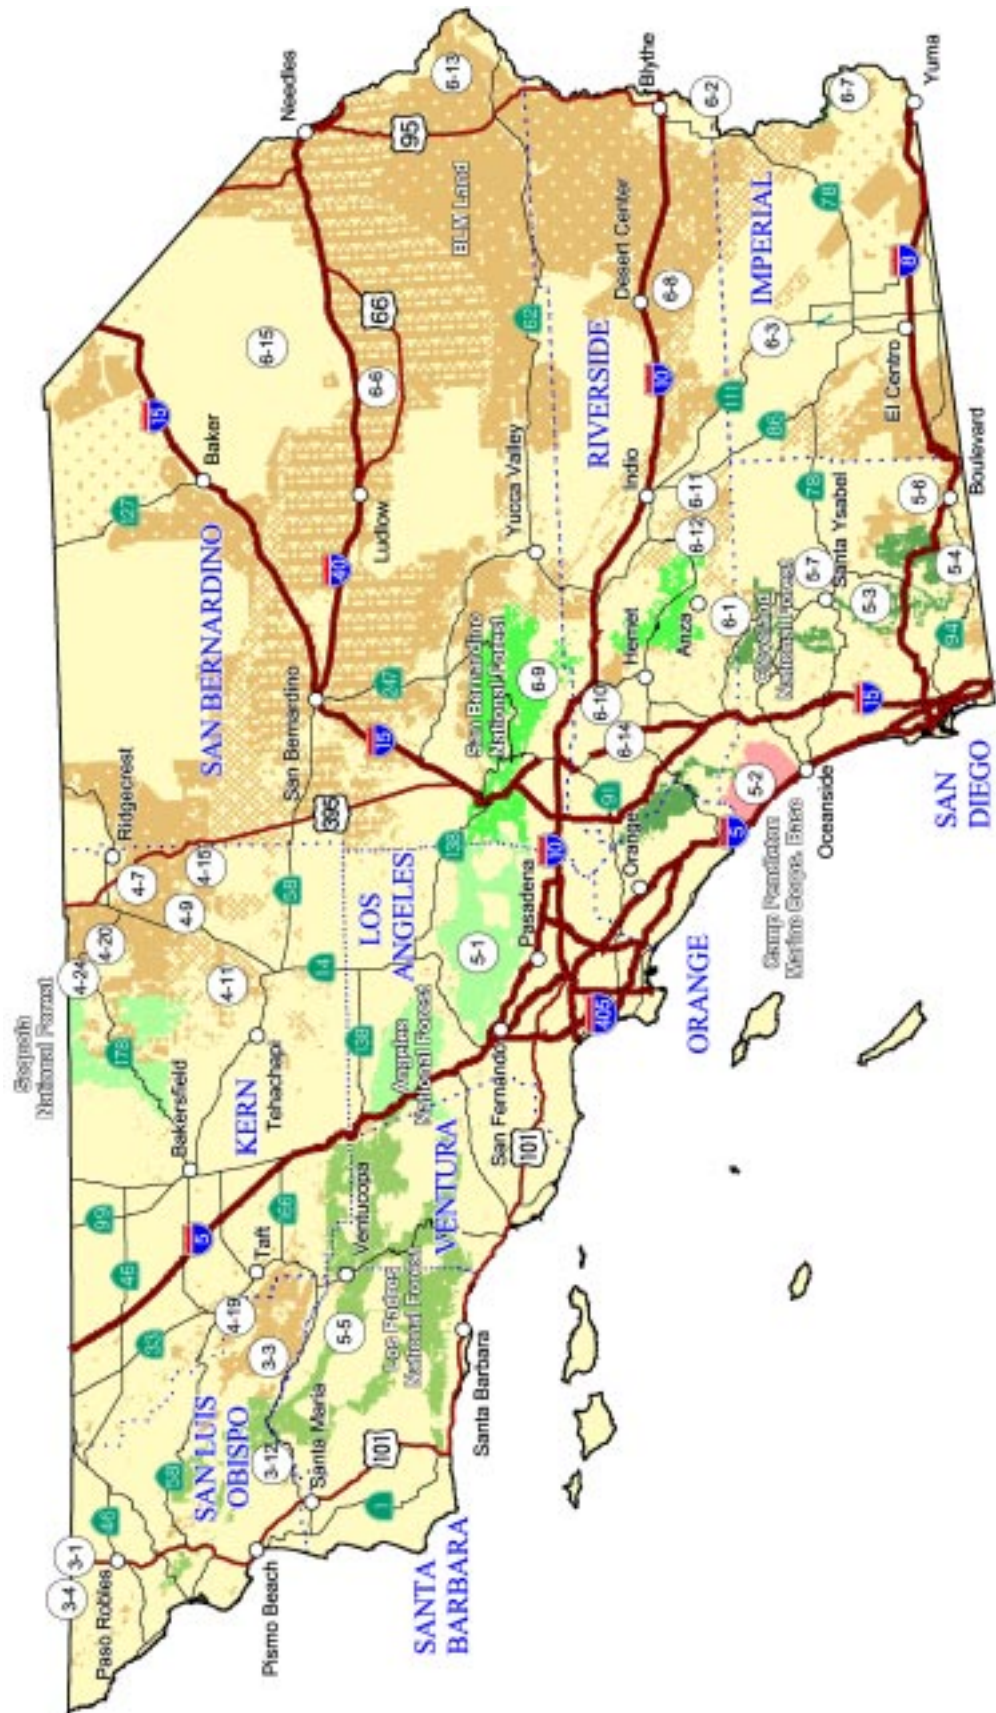 Sequoia
National Forest
3-4
3-1
Paso Robles
46
99
46
33
178
4-24
4-20
4-7
Ridgecrest
127
15
Baker
5
Bakersfield
58
SAN LUIS
OBISPO
4-19
Taft
166
KERN
Tehachapi
4-11
4-9
58
SAN BERNARDINO
San Bernardino
6-15
Needles
Pismo Beach
3-12
3-3
Santa Maria
14
395
40
Ludlow
6-6
66
95
5-5
Ventucopa
138
LOS
ANGELES
15
247
6-13
1
101
Los Padres
National Forest
Angeles
National Forest
138
BLM Land
SANTA
BARBARA
Santa Barbara
VENTURA
San Fernando
5-1
San Bernardino
National Forest
Yucca Valley
62
101
Pasadena
10
6-9
RIVERSIDE
Indio
Desert Center
10
6-8
Blythe
405
Orange
91
6-14
6-10
Hemet
Anza
6-12
6-11
6-2
ORANGE
5
5-2
Camp Pendleton
Marine Corps. Base
Oceanside
Cleveland
National Forest
6-1
111
86
6-3
IMPERIAL
78
5-7
Santa Ysabel
78
6-7
15
5-3
8
El Centro
Yuma
SAN
DIEGO
94
5-4
5-6
Boulevard